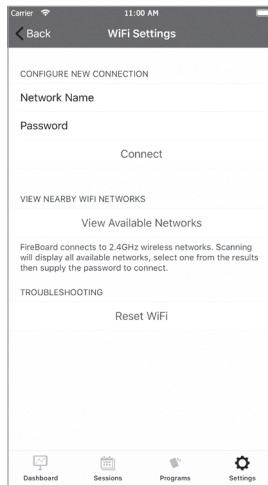 Carrier 11:00 AM
Back WiFi Settings
CONFIGURE NEW CONNECTION
Network Name
Password
Connect
VIEW NEARBY WIFI NETWORKS
View Available Networks
FireBoard connects to 2.4GHz wireless networks. Scanning
will display all available networks, select one from the results
then supply the password to connect.
TROUBLESHOOTING
Reset WiFi
Dashboard Sessions Programs Settings